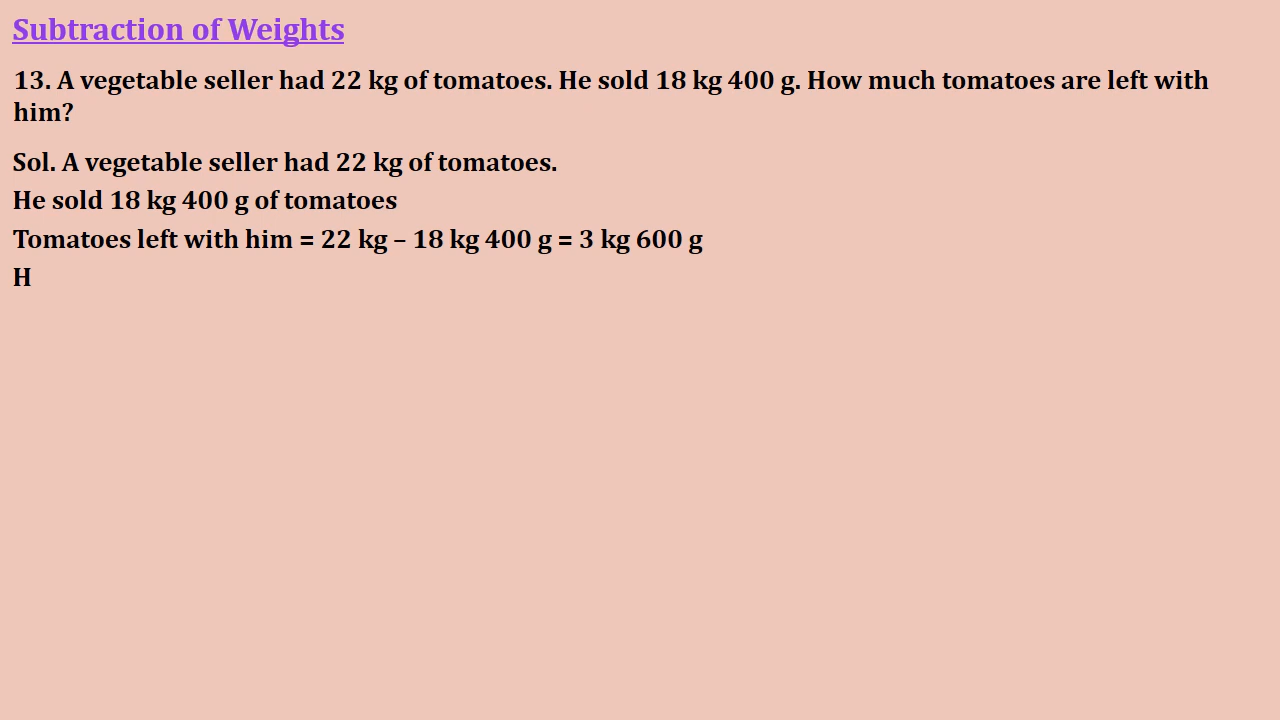 Subtraction of Weights
13. A vegetable seller had 22 kg of tomatoes. He sold 18 kg 400 g. How much tomatoes are left with
him?
Sol. A vegetable seller had 22 kg of tomatoes.
He sold 18 kg 400 g of tomatoes
Tomatoes left with him = 22 kg – 18 kg 400 g = 3 kg 600 g
H